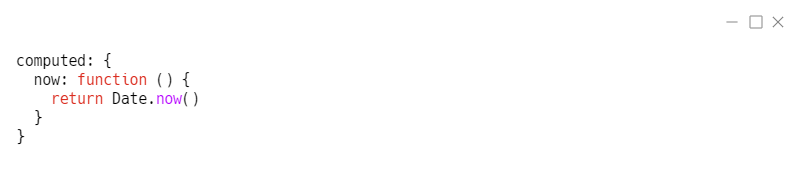 computed: {
  now: function () {
    return Date.now()
  }
}